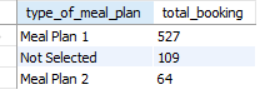 type_of_meal_plan total_booking
Meal Plan 1 527
Not Selected 109
Meal Plan 2 64